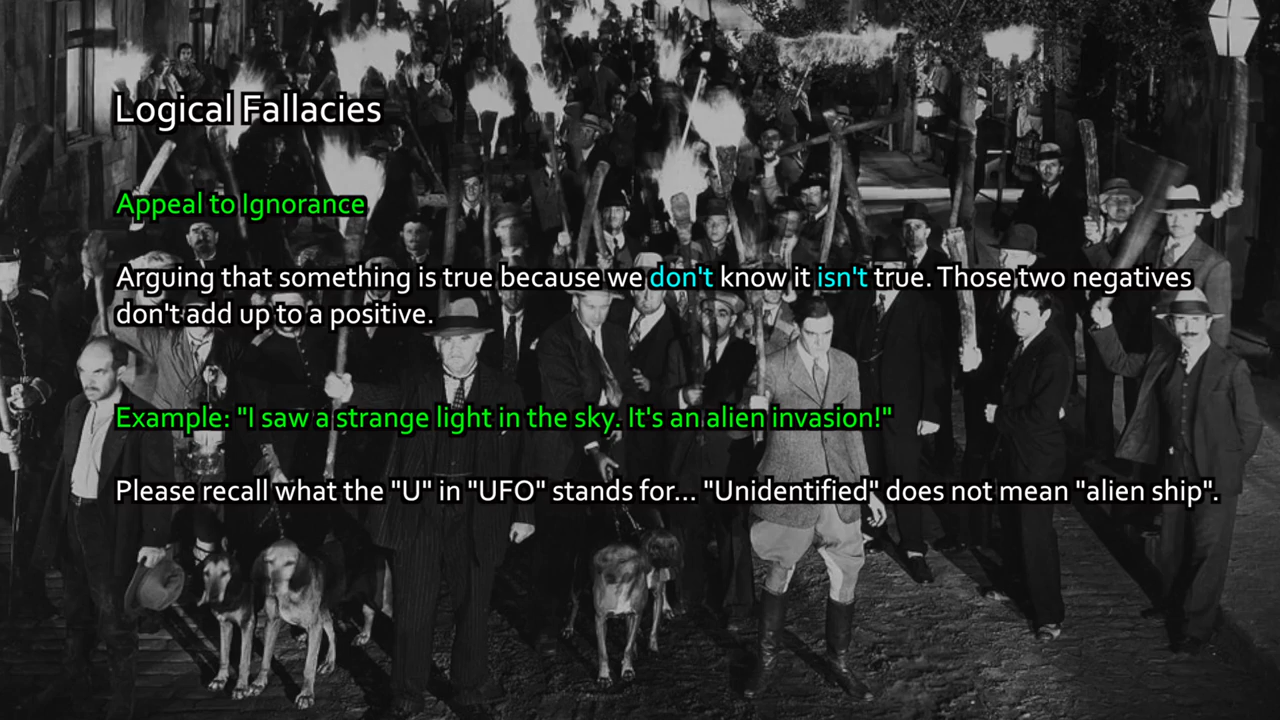 Logical Fallacies
Appeal to Ignorance
Arguing that something is true because we don't know it isn't true. Those two negatives
don't add up to a positive.
Example: "I saw a strange light in the sky. It's an alien invasion!"
Please recall what the "U" in "UFO" stands for... "Unidentified" does not mean "alien ship".